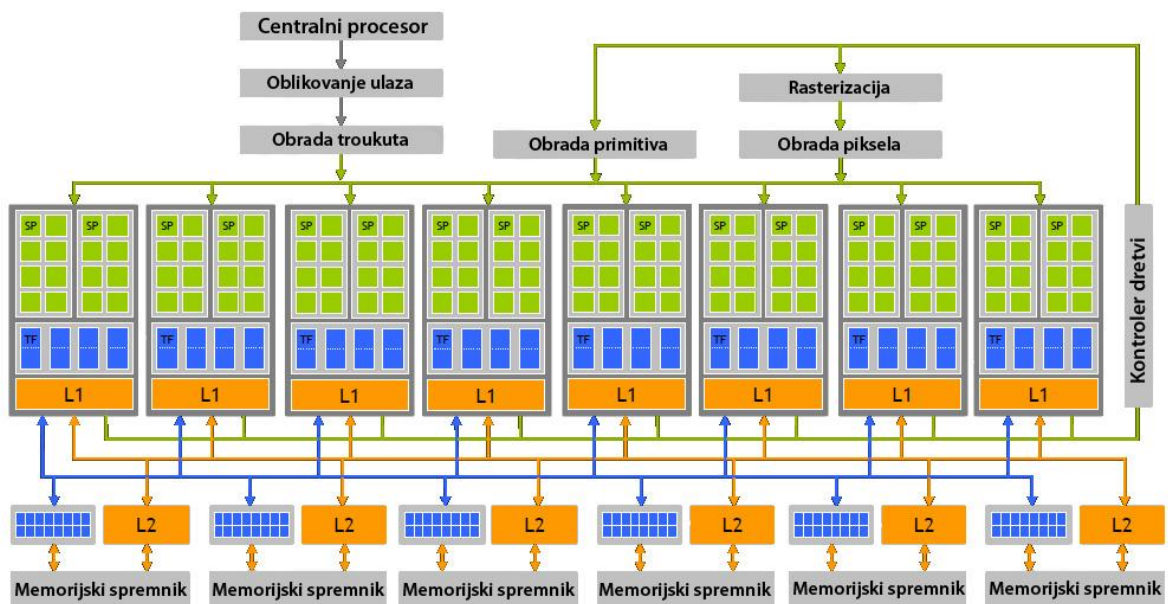 Centralni procesor
Oblikovanje ulaza
Rasterizacija
Obrada troukuta
Obrada primitiva
Obrada piksela
SP SP SP SP SP SP SP SP SP SP SP SP SP SP SP SP
Kontroler dretvi
TF TF TF TF TF TF TF TF
L1 L1 L1 L1 L1 L1 L1 L1
L2 L2 L2 L2 L2 L2
Memorijski spremnik Memorijski spremnik Memorijski spremnik Memorijski spremnik Memorijski spremnik Memorijski spremnik